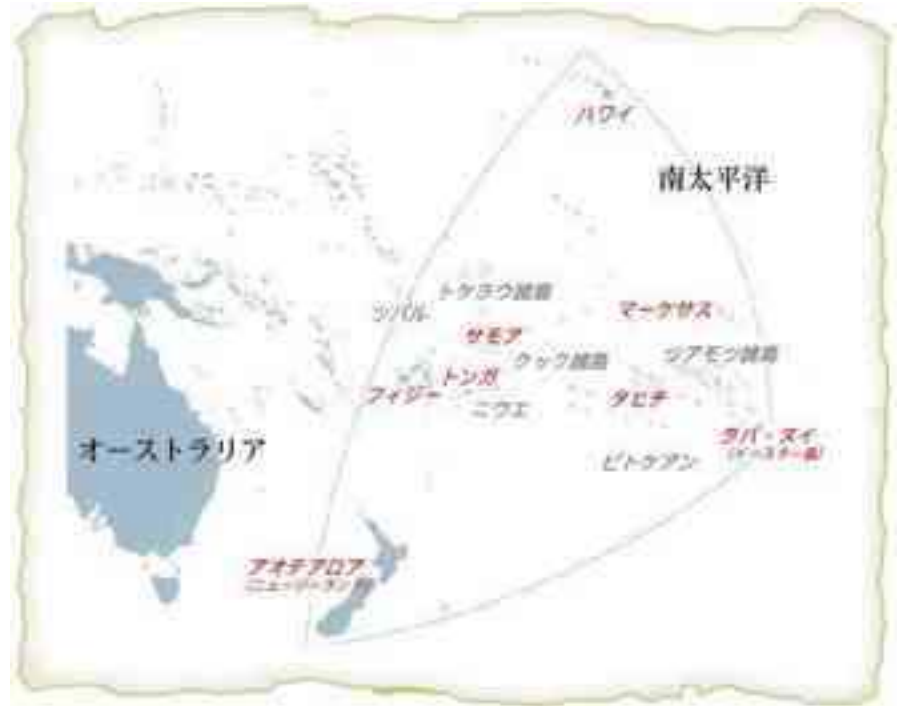 ハワイ
南太平洋
トケラウ諸島
ツバル
マーケサス
サモア
クック諸島
ツアモツ諸島
トンガ
フィジー
ニウエ
タヒチ
オーストラリア
ラパ・ヌイ
(イースター島)
ピトケアン
アオテアロア
(ニュージーランド)